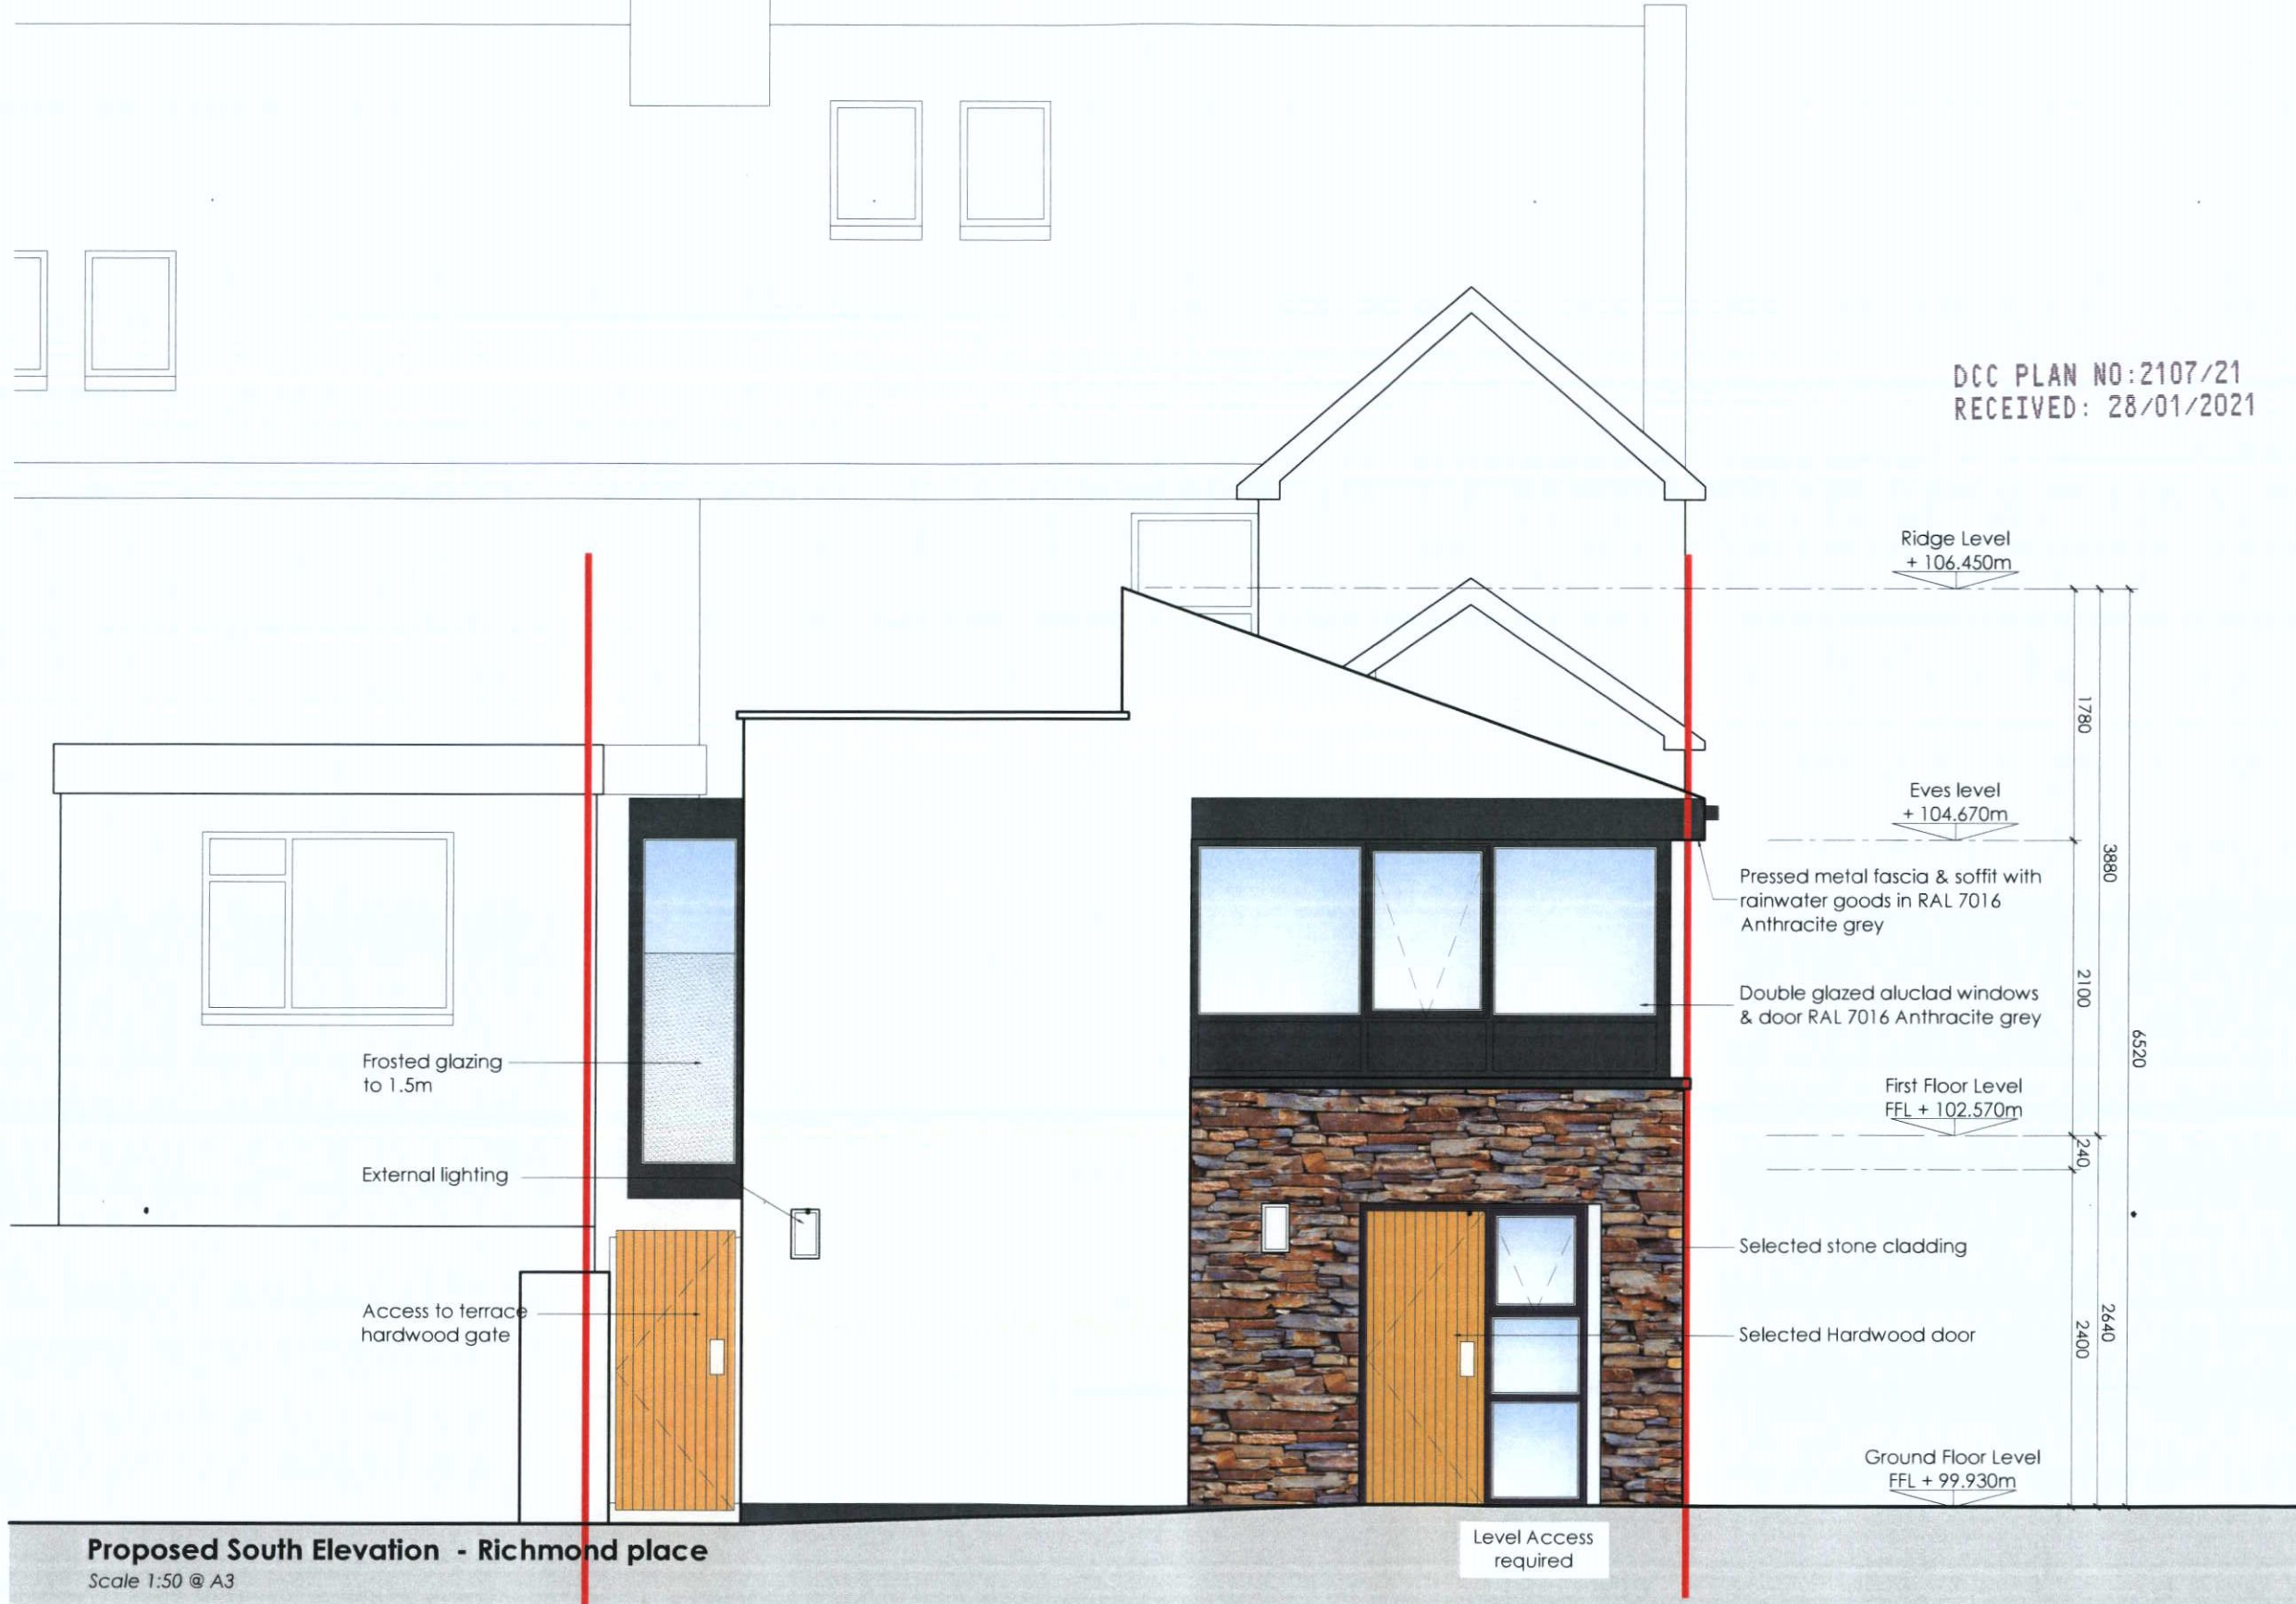 DCC PLAN NO:2107/21
RECEIVED: 28/01/2021
Ridge Level
+ 106.450m
1780
Eves level
+ 104.670m
3880
Pressed metal fascia & soffit with
rainwater goods in RAL 7016
Anthracite grey
2100
Double glazed aluclad windows
& door RAL 7016 Anthracite grey
6520
Frosted glazing
to 1.5m
First Floor Level
FFL + 102.570m
240
External lighting
Selected stone cladding
Access to terrace
hardwood gate
Selected Hardwood door
2640
2400
Ground Floor Level
FFL + 99.930m
Level Access
required
Proposed South Elevation - Richmond place
Scale 1:50 @ A3